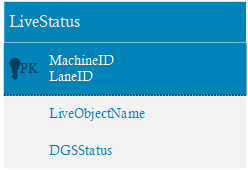 LiveStatus
PK MachineID
LaneID
LiveObjectName
DGSStatus